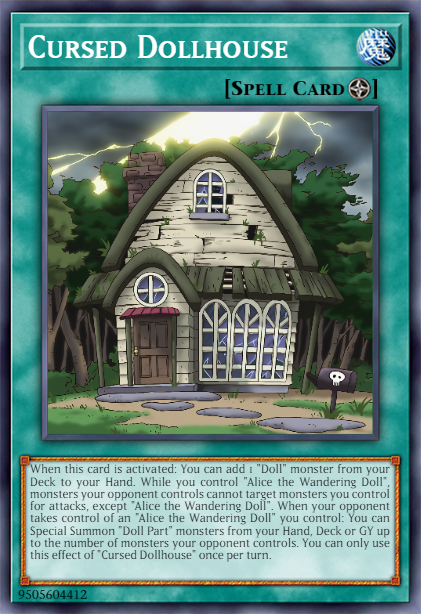 Cursed Dollhouse
魔
[Spell Card]
When this card is activated: You can add 1 "Doll" monster from your
Deck to your Hand. While you control "Alice the Wandering Doll",
monsters your opponent controls cannot target monsters you control
for attacks, except "Alice the Wandering Doll". When your opponent
takes control of an "Alice the Wandering Doll" you control: You can
Special Summon "Doll Part" monsters from your Hand, Deck or GY up
to the number of monsters your opponent controls. You can only use
this effect of "Cursed Dollhouse" once per turn.
9505604412